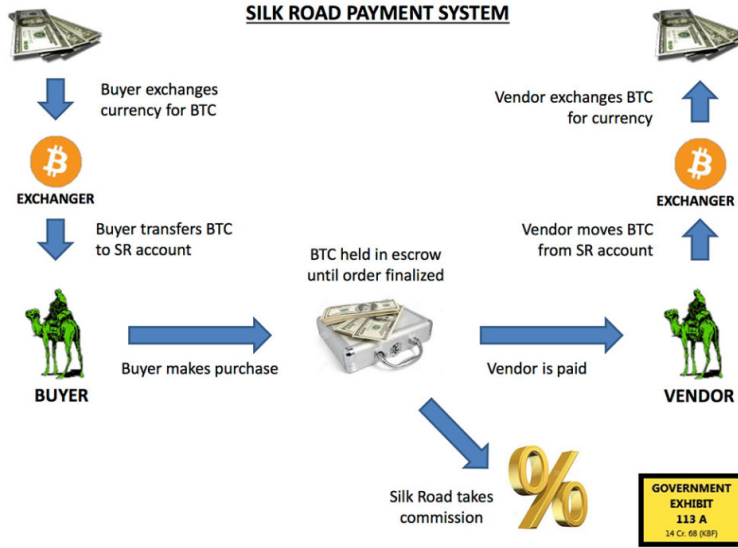 SILK ROAD PAYMENT SYSTEM
Buyer exchanges
currency for BTC
EXCHANGER
Buyer transfers BTC
to SR account
BUYER
Buyer makes purchase
BTC held in escrow
until order finalized
Vendor is paid
Silk Road takes
commission
%
Vendor exchanges BTC
for currency
EXCHANGER
Vendor moves BTC
from SR account
VENDOR
GOVERNMENT
EXHIBIT
113 A
14 Cr. 68 (KBF)